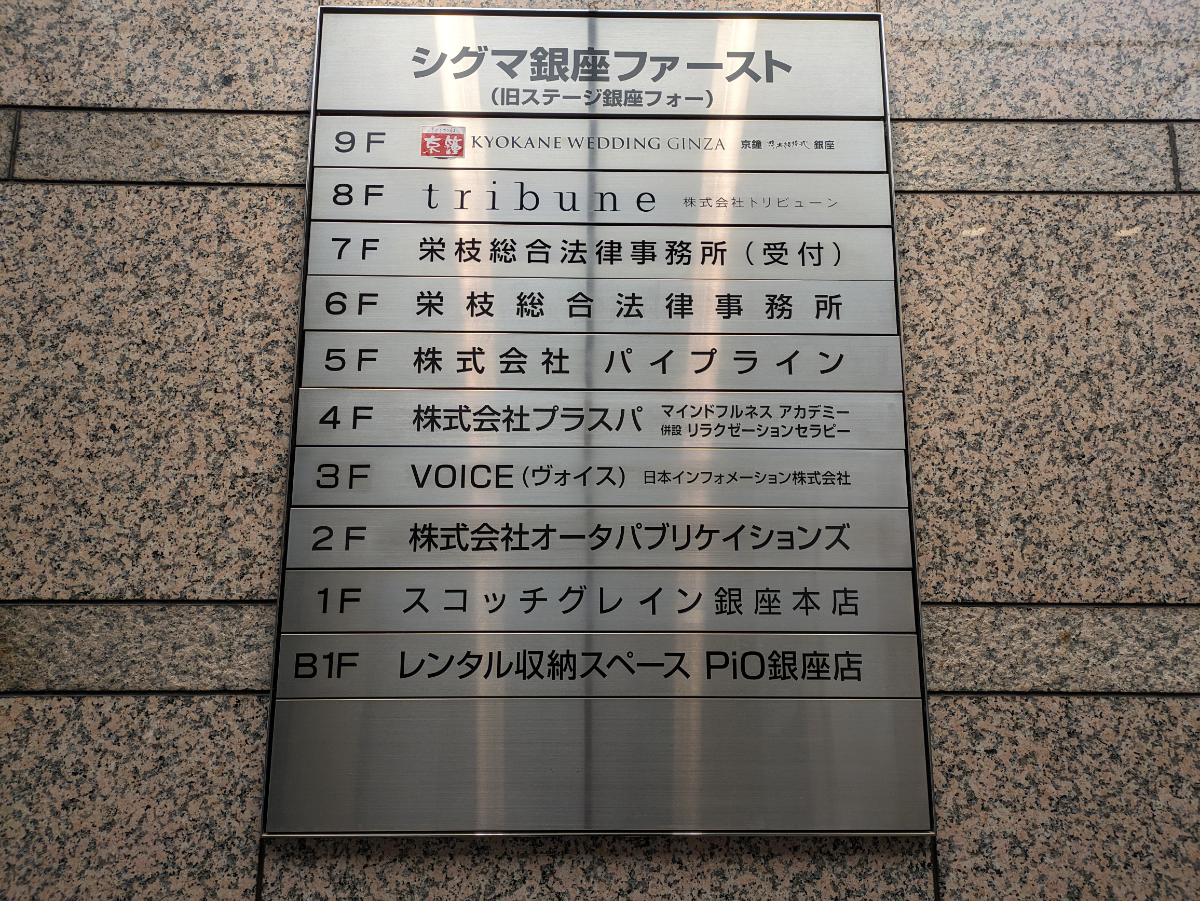 シグマ銀座ファースト
(旧ステージ銀座フォー)
9F 京鐘 KYOKANE WEDDING GINZA 京鐘 銀座
8F tribune 株式会社トリビューン
7F 栄枝総合法律事務所(受付)
6F 栄枝総合法律事務所
5F 株式会社 パイプライン
4F 株式会社プラスパ マインドフルネス アカデミー
併設 リラクゼーションセラピー
3F VOICE(ヴォイス) 日本インフォメーション株式会社
2F 株式会社オータパブリケイションズ
1F スコッチグレイン銀座本店
B1F レンタル収納スペース PiO銀座店